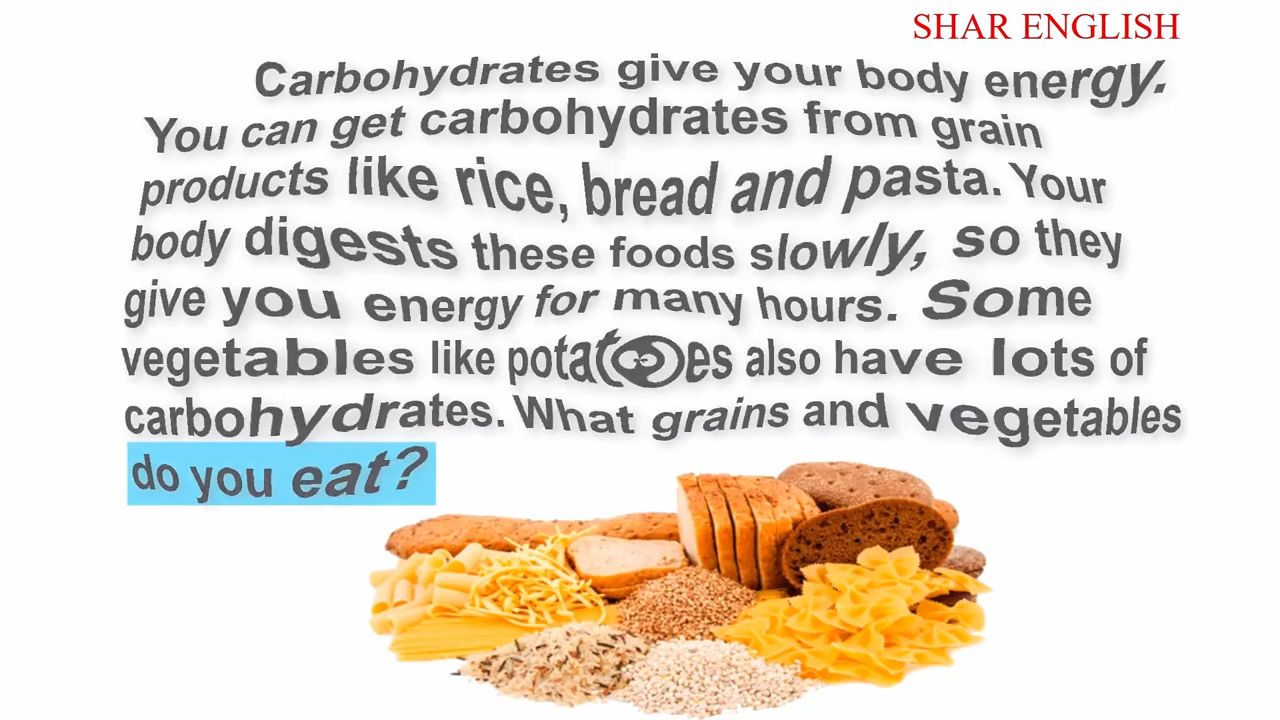 SHAR ENGLISH
Carbohydrates give your body energy.
You can get carbohydrates from grain
products like rice, bread and pasta. Your
body digests these foods slowly, so they
give you energy for many hours. Some
vegetables like potatoes also have lots of
carbohydrates. What grains and vegetables
do you eat?